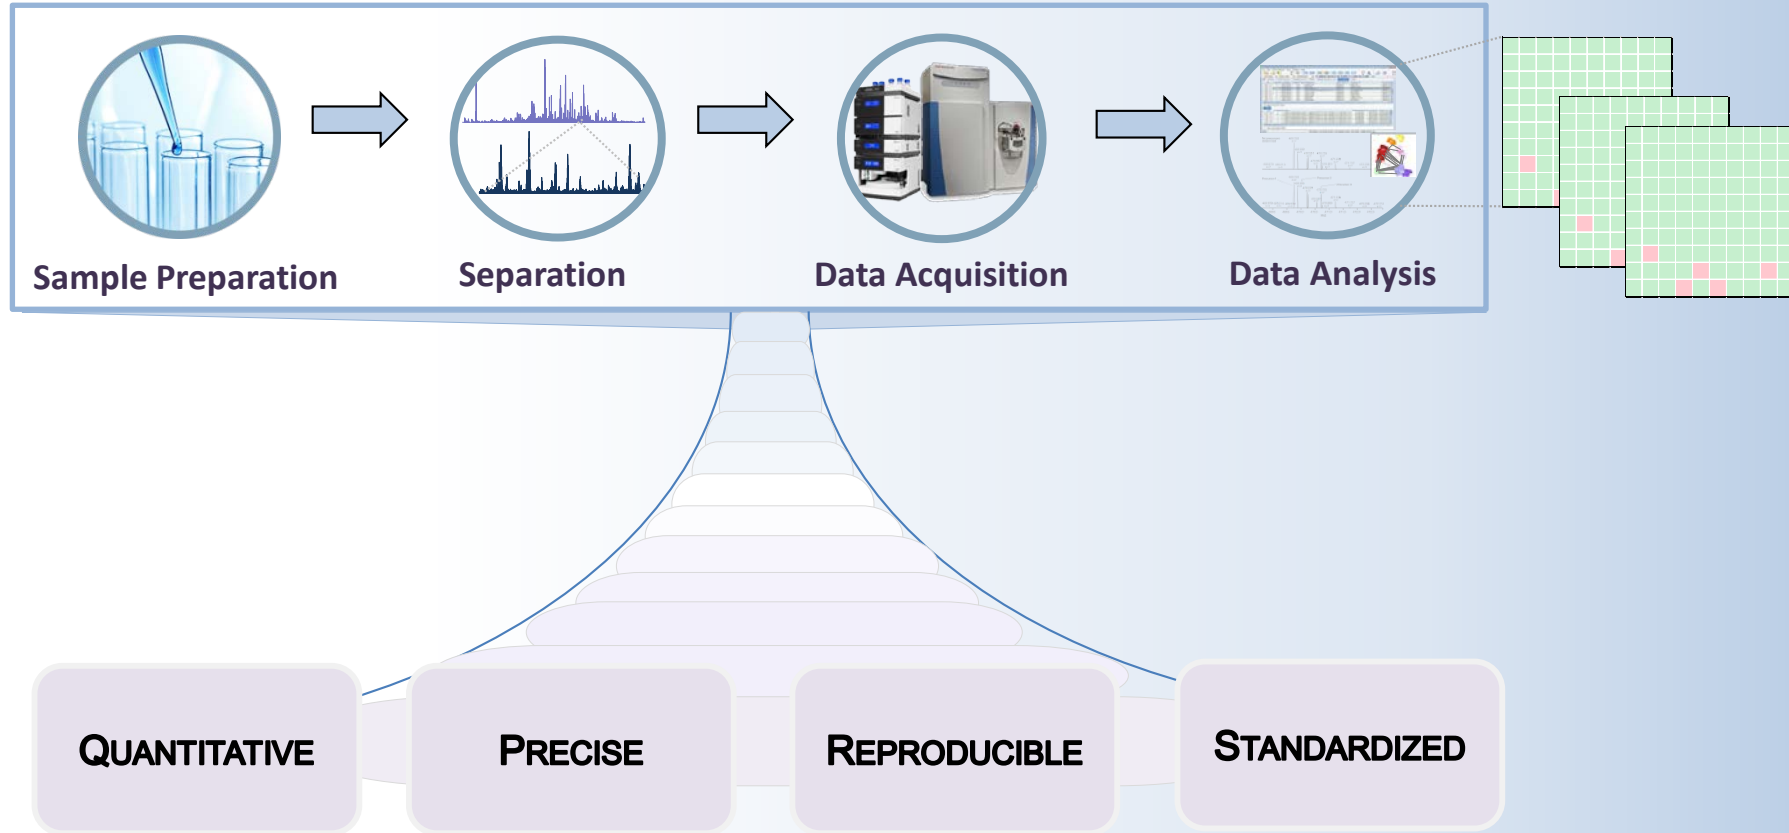 Sample Preparation
Separation
Data Acquisition
Data Analysis
QUANTITATIVE
PRECISE
REPRODUCIBLE
STANDARDIZED